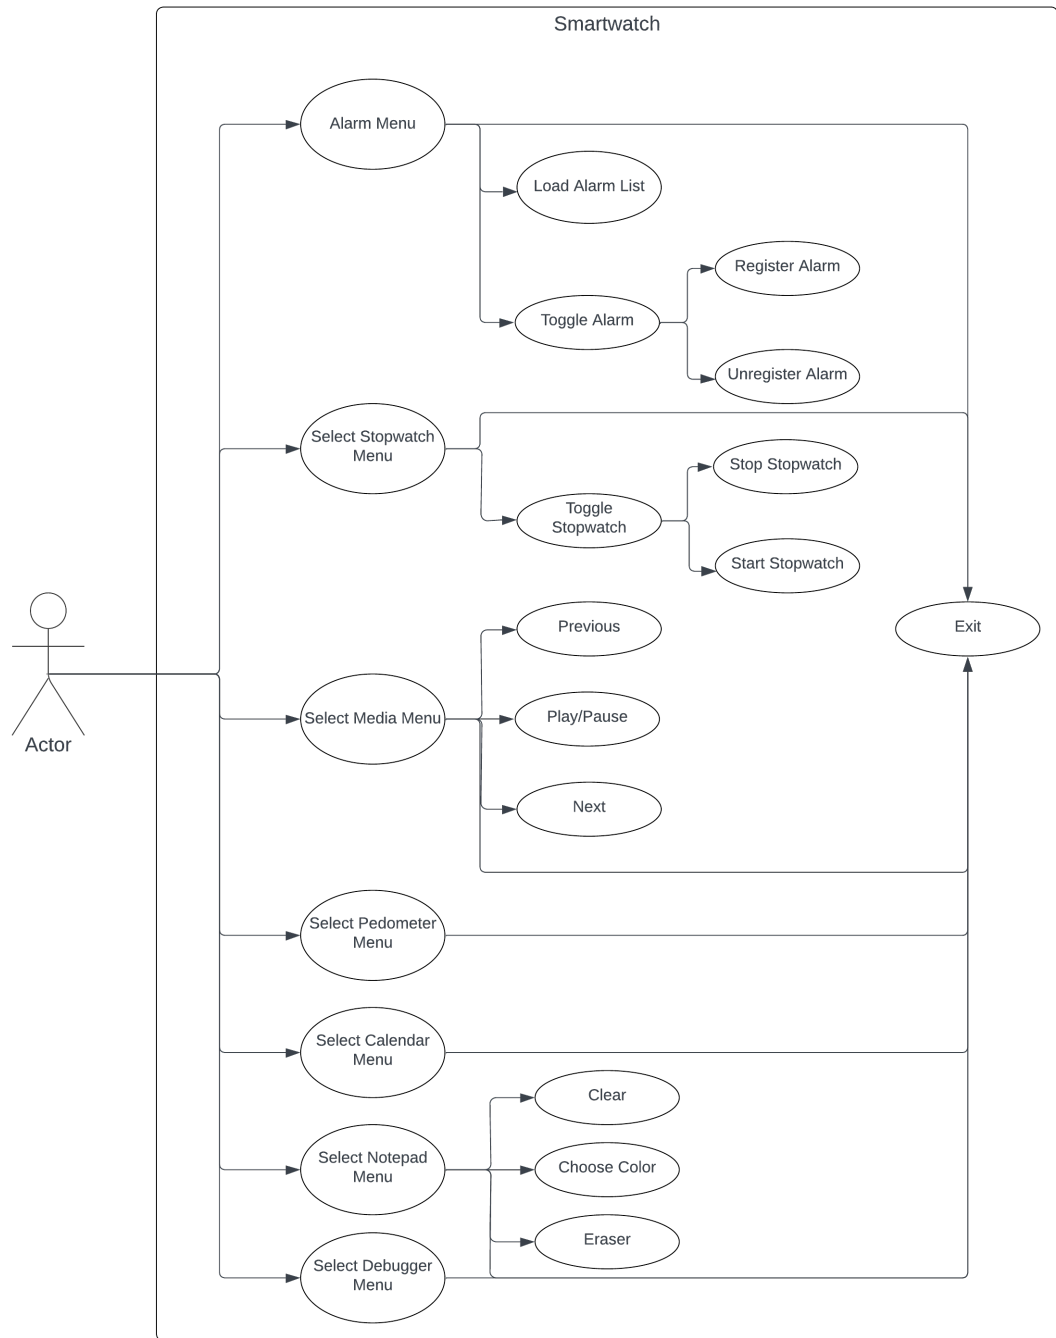 Smartwatch
Alarm Menu
Load Alarm List
Register Alarm
Toggle Alarm
Unregister Alarm
Select Stopwatch
Menu
Stop Stopwatch
Toggle
Stopwatch
Start Stopwatch
Previous
Exit
Select Media Menu
Play/Pause
Actor
Next
Select Pedometer
Menu
Select Calendar
Menu
Clear
Select Notepad
Menu
Choose Color
Eraser
Select Debugger
Menu